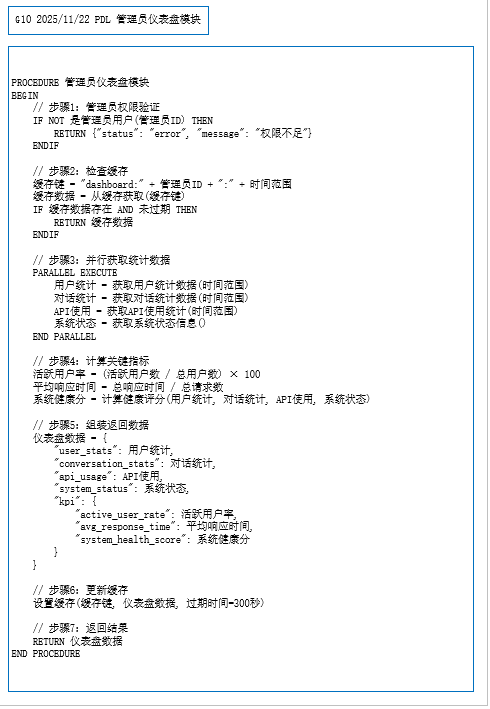 G10 2025/11/22 PDL 管理员仪表盘模块
PROCEDURE 管理员仪表盘模块
BEGIN
    // 步骤1: 管理员权限验证
    IF NOT 是管理员用户(管理员ID) THEN
        RETURN {"status": "error", "message": "权限不足"}
    ENDIF

    // 步骤2: 检查缓存
    缓存键 = "dashboard:" + 管理员ID + ":" + 时间范围
    缓存数据 = 从缓存获取(缓存键)
    IF 缓存数据存在 AND 未过期 THEN
        RETURN 缓存数据
    ENDIF

    // 步骤3: 并行获取统计数据
    PARALLEL EXECUTE
        用户统计 = 获取用户统计数据(时间范围)
        对话统计 = 获取对话统计数据(时间范围)
        API使用 = 获取API使用统计(时间范围)
        系统状态 = 获取系统状态信息()
    END PARALLEL

    // 步骤4: 计算关键指标
    活跃用户率 = (活跃用户数 / 总用户数) × 100
    平均响应时间 = 总响应时间 / 总请求数
    系统健康分 = 计算健康评分(用户统计, 对话统计, API使用, 系统状态)

    // 步骤5: 组装返回数据
    仪表盘数据 = {
        "user_stats": 用户统计,
        "conversation_stats": 对话统计,
        "api_usage": API使用,
        "system_status": 系统状态,
        "kpi": {
            "active_user_rate": 活跃用户率,
            "avg_response_time": 平均响应时间,
            "system_health_score": 系统健康分
        }
    }

    // 步骤6: 更新缓存
    设置缓存(缓存键, 仪表盘数据, 过期时间=300秒)

    // 步骤7: 返回结果
    RETURN 仪表盘数据
END PROCEDURE